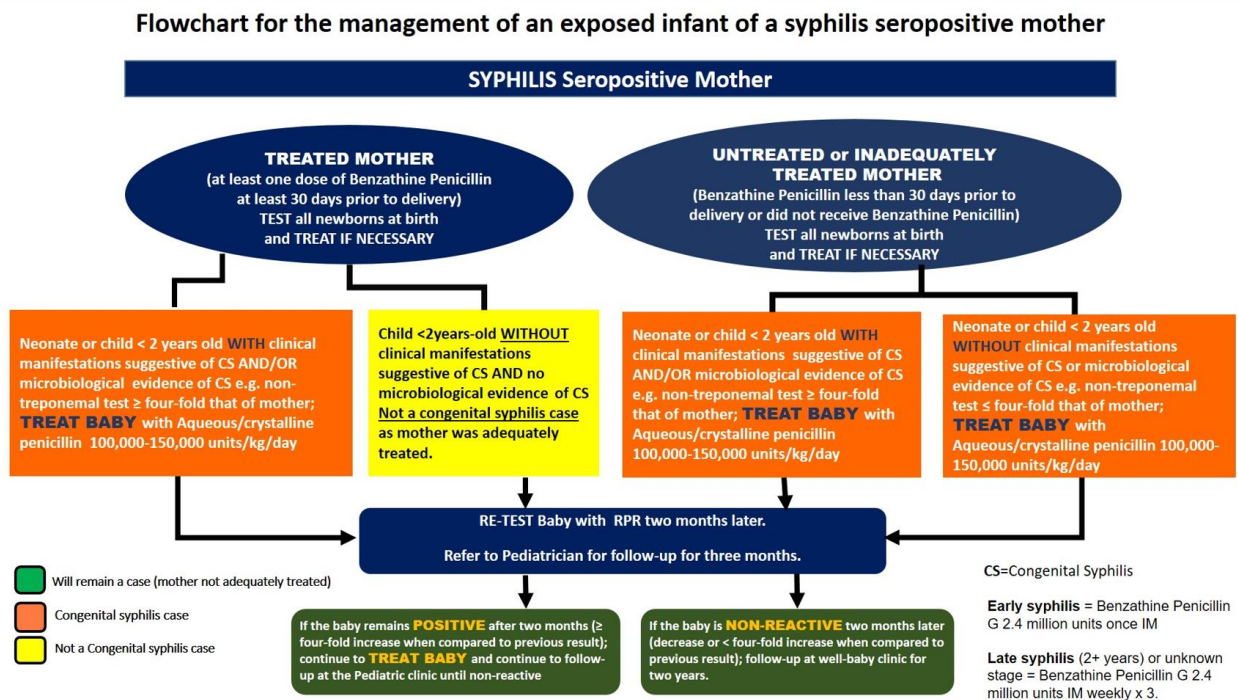 Flowchart for the management of an exposed infant of a syphilis seropositive mother
SYPHILIS Seropositive Mother
TREATED MOTHER
(at least one dose of Benzathine Penicillin
at least 30 days prior to delivery)
TEST all newborns at birth
and TREAT IF NECESSARY
UNTREATED or INADEQUATELY
TREATED MOTHER
(Benzathine Penicillin less than 30 days prior to
delivery or did not receive Benzathine Penicillin)
TEST all newborns at birth
and TREAT IF NECESSARY
Neonate or child < 2 years old WITH clinical
manifestations suggestive of CS AND/OR
microbiological evidence of CS e.g. non-
treponemal test ≥ four-fold that of mother;
TREAT BABY with Aqueous/crystalline
penicillin 100,000-150,000 units/kg/day
Child <2years-old WITHOUT
clinical manifestations
suggestive of CS AND no
microbiological evidence of CS
Not a congenital syphilis case
as mother was adequately
treated.
Neonate or child < 2 years old WITH
clinical manifestations suggestive of CS
AND/OR microbiological evidence of CS
e.g. non-treponemal test ≥ four-fold
that of mother; TREAT BABY with
Aqueous/crystalline penicillin
100,000-150,000 units/kg/day
Neonate or child < 2 years old
WITHOUT clinical manifestations
suggestive of CS or microbiological
evidence of CS e.g. non-treponemal
test ≤ four-fold that of mother;
TREAT BABY with
Aqueous/crystalline penicillin 100,000-
150,000 units/kg/day
RE-TEST Baby with RPR two months later.
Refer to Pediatrician for follow-up for three months.
Will remain a case (mother not adequately treated)
Congenital syphilis case
Not a Congenital syphilis case
If the baby remains POSITIVE after two months (≥
four-fold increase when compared to previous result);
continue to TREAT BABY and continue to follow-
up at the Pediatric clinic until non-reactive
If the baby is NON-REACTIVE two months later
(decrease or < four-fold increase when compared to
previous result); follow-up at well-baby clinic for
two years.
CS=Congenital Syphilis
Early syphilis = Benzathine Penicillin
G 2.4 million units once IM
Late syphilis (2+ years) or unknown
stage = Benzathine Penicillin G 2.4
million units IM weekly x 3.